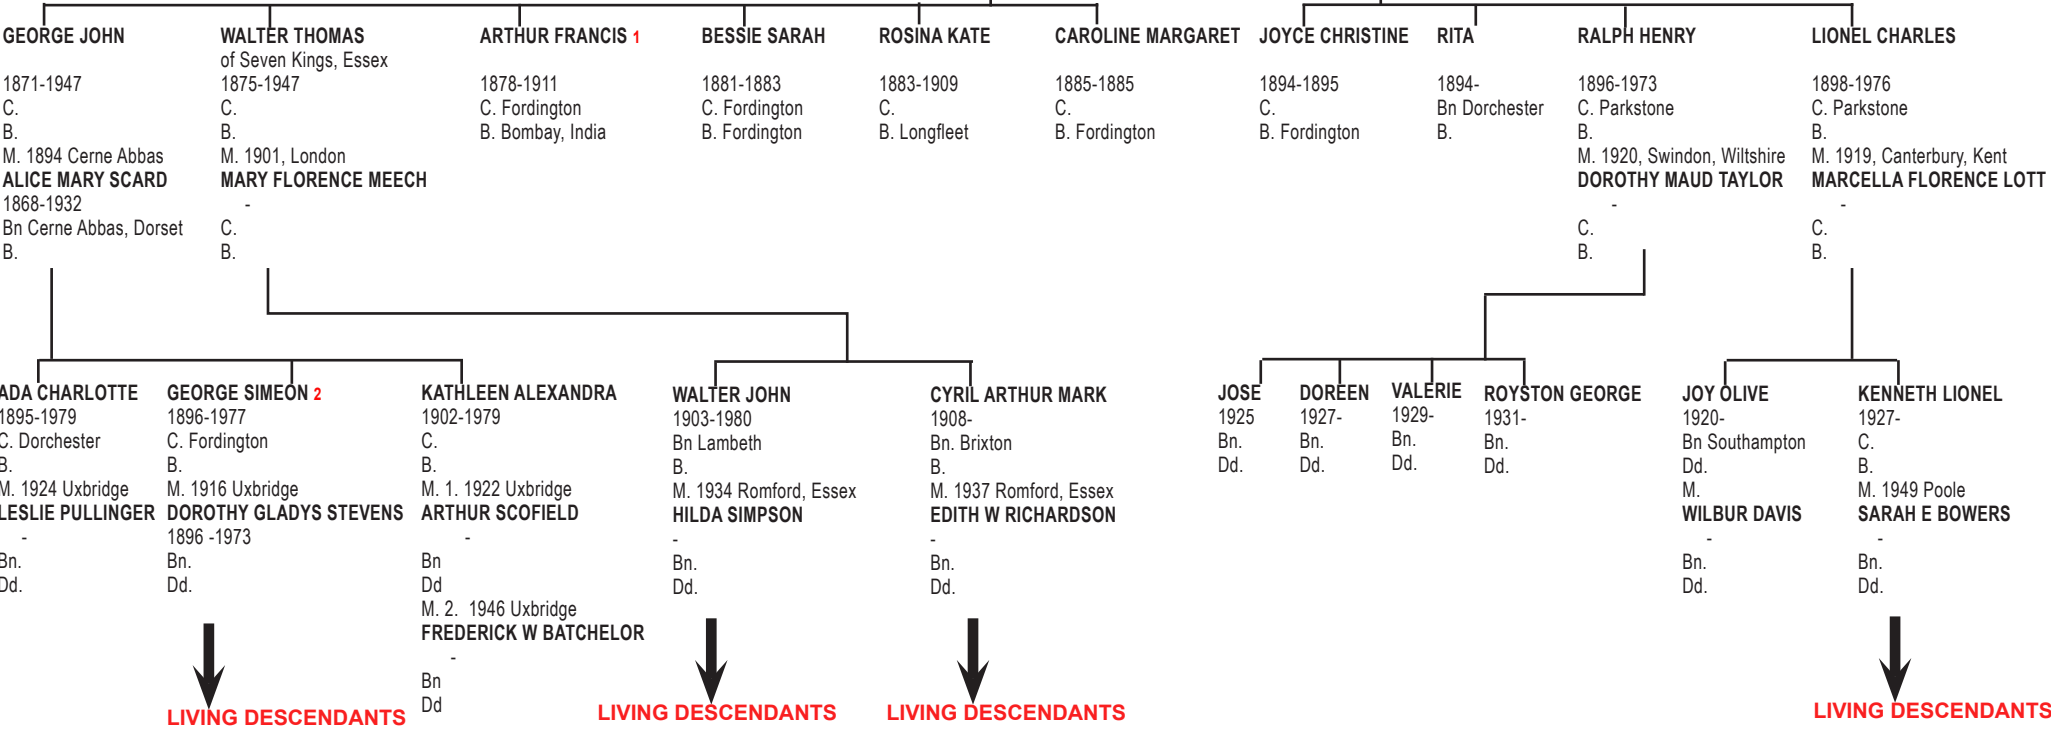 GEORGE JOHN
1871-1947
C.
B.
M. 1894 Cerne Abbas
ALICE MARY SCARD
1868-1932
Bn Cerne Abbas, Dorset
B.
WALTER THOMAS
of Seven Kings, Essex
1875-1947
C.
B.
M. 1901, London
MARY FLORENCE MEECH
-
C.
B.
ARTHUR FRANCIS 1
1878-1911
C. Fordington
B. Bombay, India
BESSIE SARAH
1881-1883
C. Fordington
B. Fordington
ROSINA KATE
1883-1909
C.
B. Longfleet
CAROLINE MARGARET
1885-1885
C.
B. Fordington
JOYCE CHRISTINE
1894-1895
C.
B. Fordington
RITA
1894-
Bn Dorchester
B.
RALPH HENRY
1896-1973
C. Parkstone
B.
M. 1920, Swindon, Wiltshire
DOROTHY MAUD TAYLOR
-
C.
B.
LIONEL CHARLES
1898-1976
C. Parkstone
B.
M. 1919, Canterbury, Kent
MARCELLA FLORENCE LOTT
-
C.
B.
ADA CHARLOTTE
1895-1979
C. Dorchester
B.
M. 1924 Uxbridge
LESLIE PULLINGER
-
Bn.
Dd.
GEORGE SIMEON 2
1896-1977
C. Fordington
B.
M. 1916 Uxbridge
DOROTHY GLADYS STEVENS
1896 -1973
Bn.
Dd.
LIVING DESCENDANTS
KATHLEEN ALEXANDRA
1902-1979
C.
B.
M. 1. 1922 Uxbridge
ARTHUR SCOFIELD
-
Bn
Dd
M. 2. 1946 Uxbridge
FREDERICK W BATCHELOR
-
Bn
Dd
WALTER JOHN
1903-1980
Bn Lambeth
B.
M. 1934 Romford, Essex
HILDA SIMPSON
-
Bn.
Dd.
LIVING DESCENDANTS
CYRIL ARTHUR MARK
1908-
Bn. Brixton
B.
M. 1937 Romford, Essex
EDITH W RICHARDSON
-
Bn.
Dd.
LIVING DESCENDANTS
JOSE
1925
Bn.
Dd.
DOREEN
1927-
Bn.
Dd.
VALERIE
1929-
Bn.
Dd.
ROYSTON GEORGE
1931-
Bn.
Dd.
JOY OLIVE
1920-
Bn Southampton
Dd.
M.
WILBUR DAVIS
-
Bn.
Dd.
KENNETH LIONEL
1927-
C.
B.
M. 1949 Poole
SARAH E BOWERS
-
Bn.
Dd.
LIVING DESCENDANTS